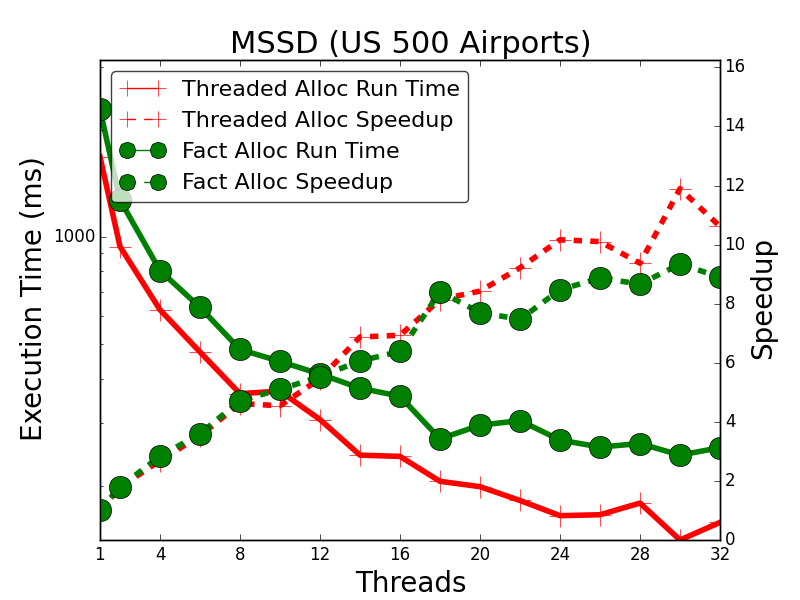 MSSD (US 500 Airports)
Threaded Alloc Run Time
Threaded Alloc Speedup
Fact Alloc Run Time
Fact Alloc Speedup
Execution Time (ms)
1000
16
14
12
10
8
6
4
2
0
Speedup
1 4 8 12 16 20 24 28 32
Threads